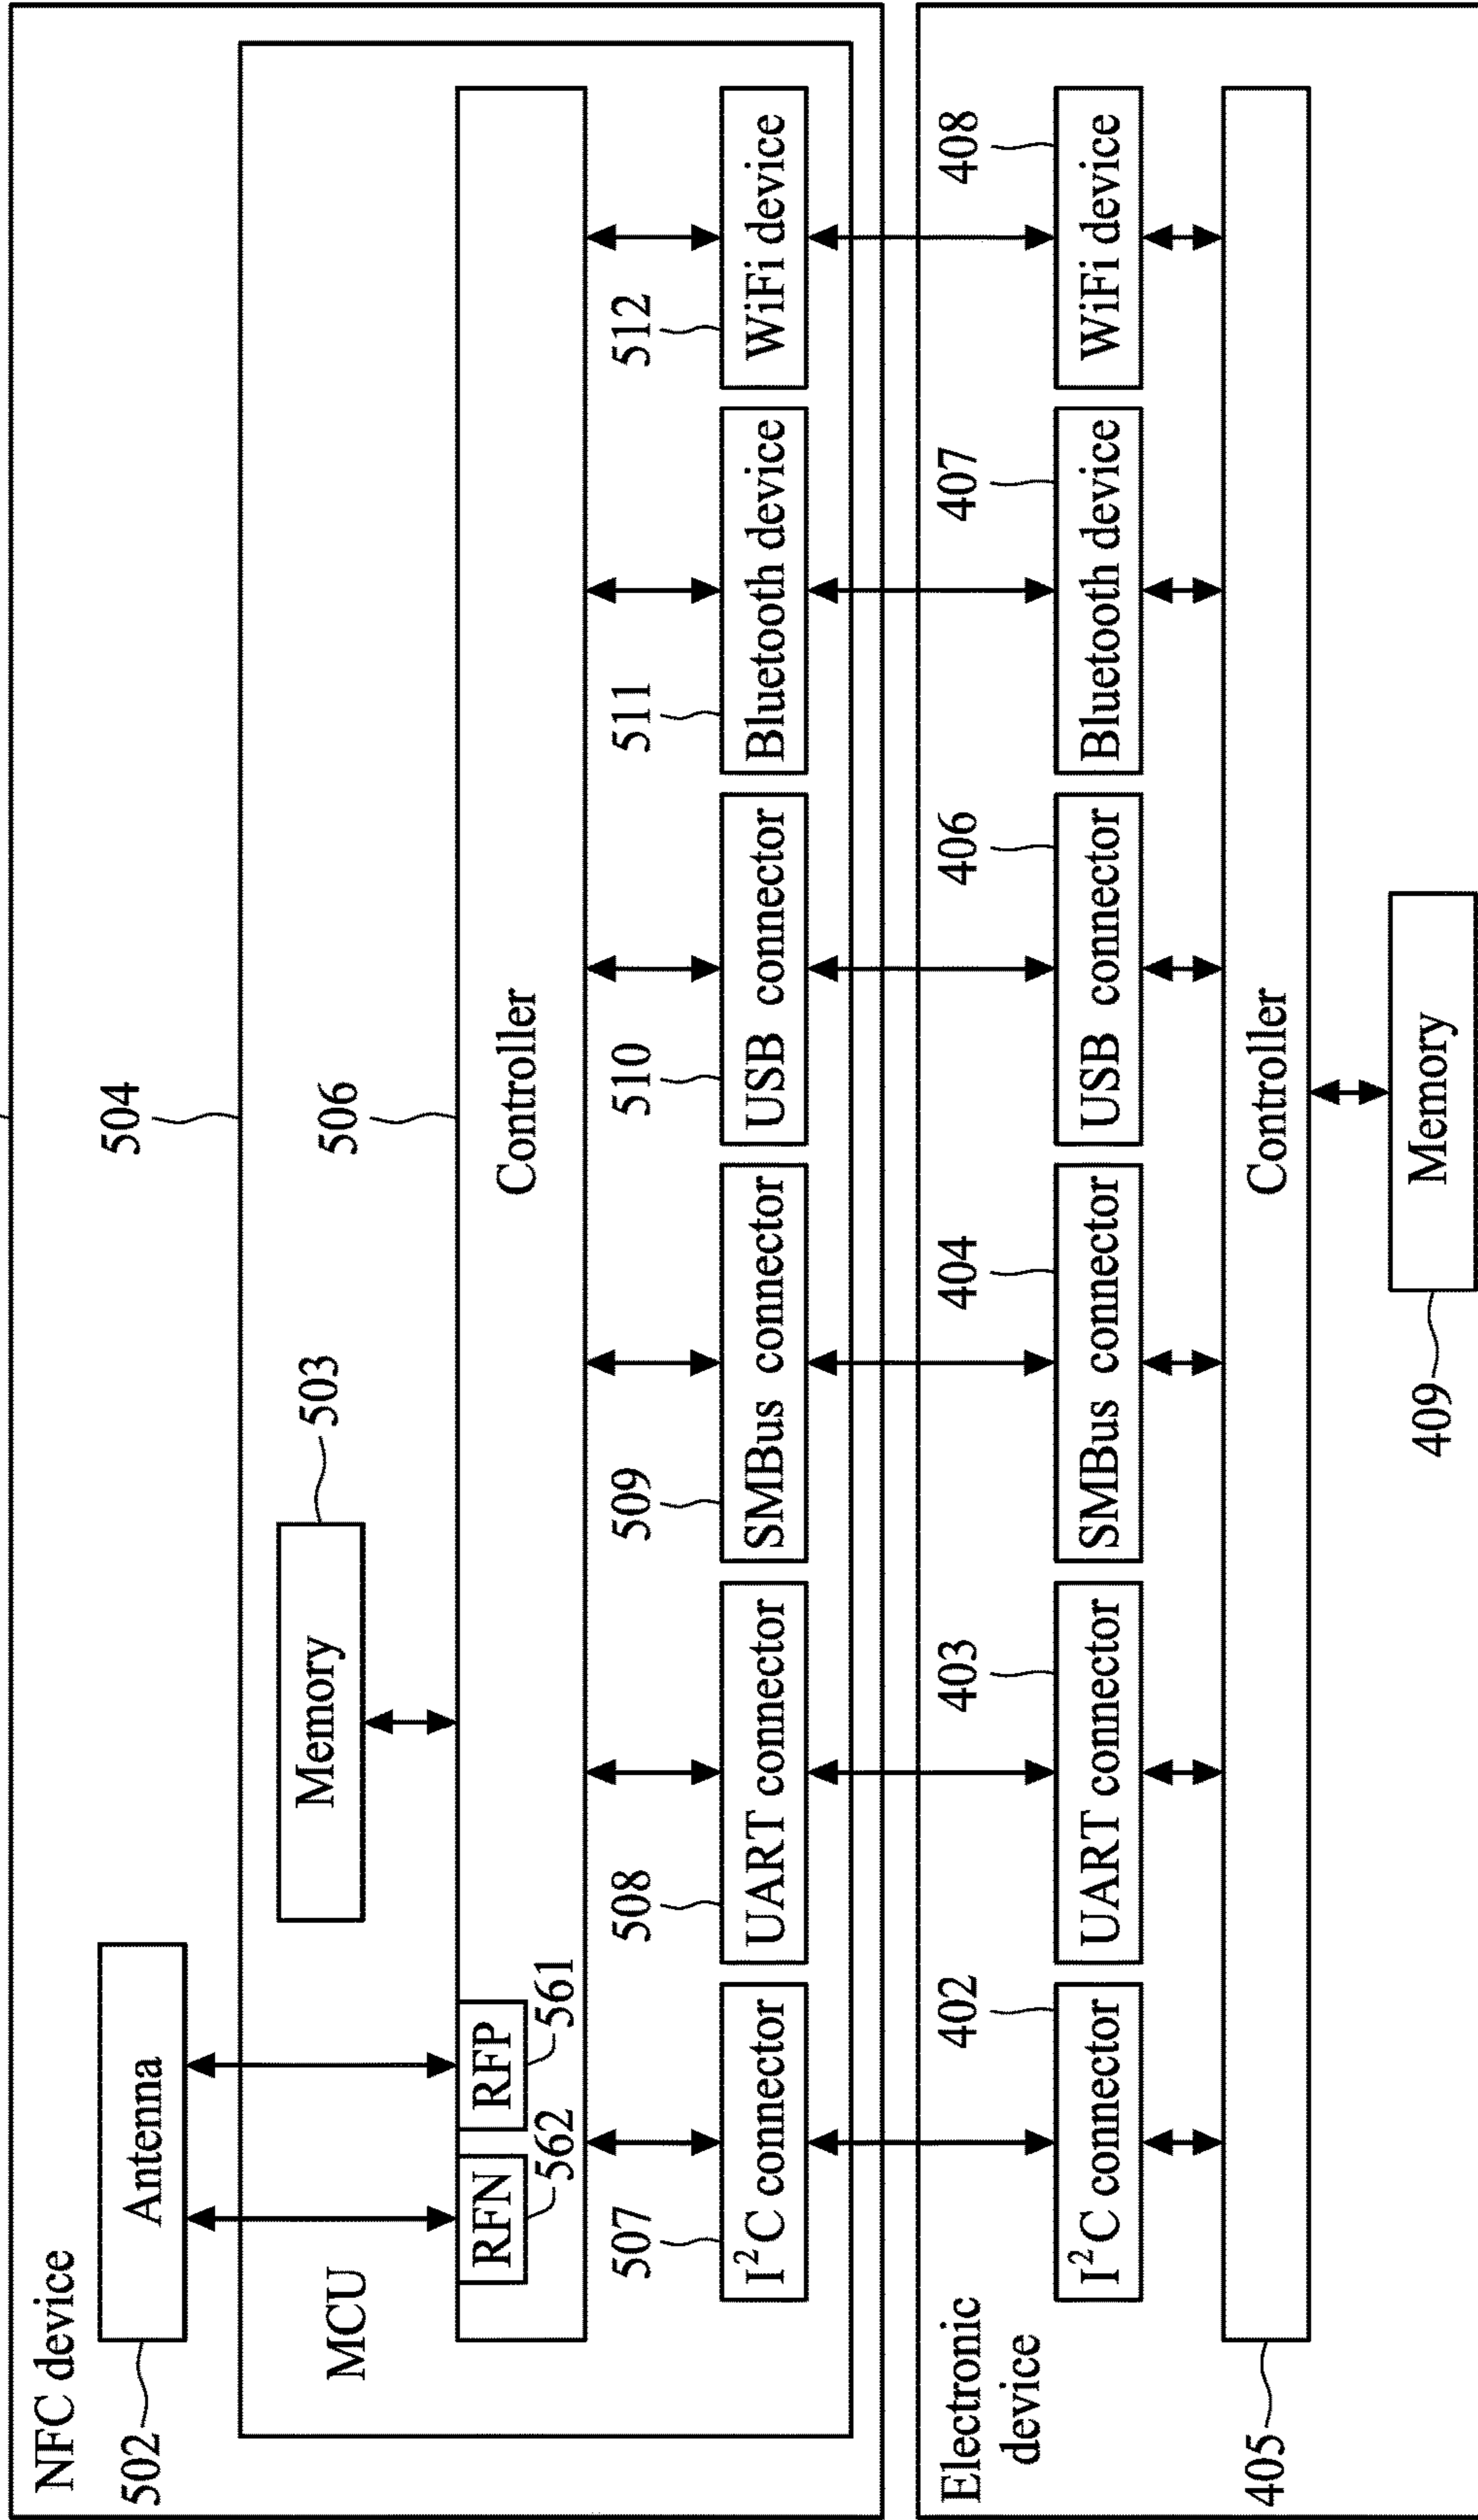 NFC device
504
502
Antenna
MCU
503
Memory
506
Controller
RFN
562
RFP
561
507
508
509
510
511
512
I²C connector
UART connector
SMBus connector
USB connector
Bluetooth device
WiFi device
Electronic
device
402
403
404
406
407
408
I²C connector
UART connector
SMBus connector
USB connector
Bluetooth device
WiFi device
405
Controller
409
Memory